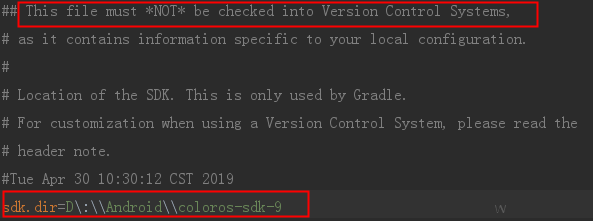 ## This file must *NOT* be checked into Version Control Systems,
# as it contains information specific to your local configuration.
#
# Location of the SDK. This is only used by Gradle.
# For customization when using a Version Control System, please read the
# header note.
#Tue Apr 30 10:30:12 CST 2019
sdk.dir=D\:\\Android\\coloros-sdk-9